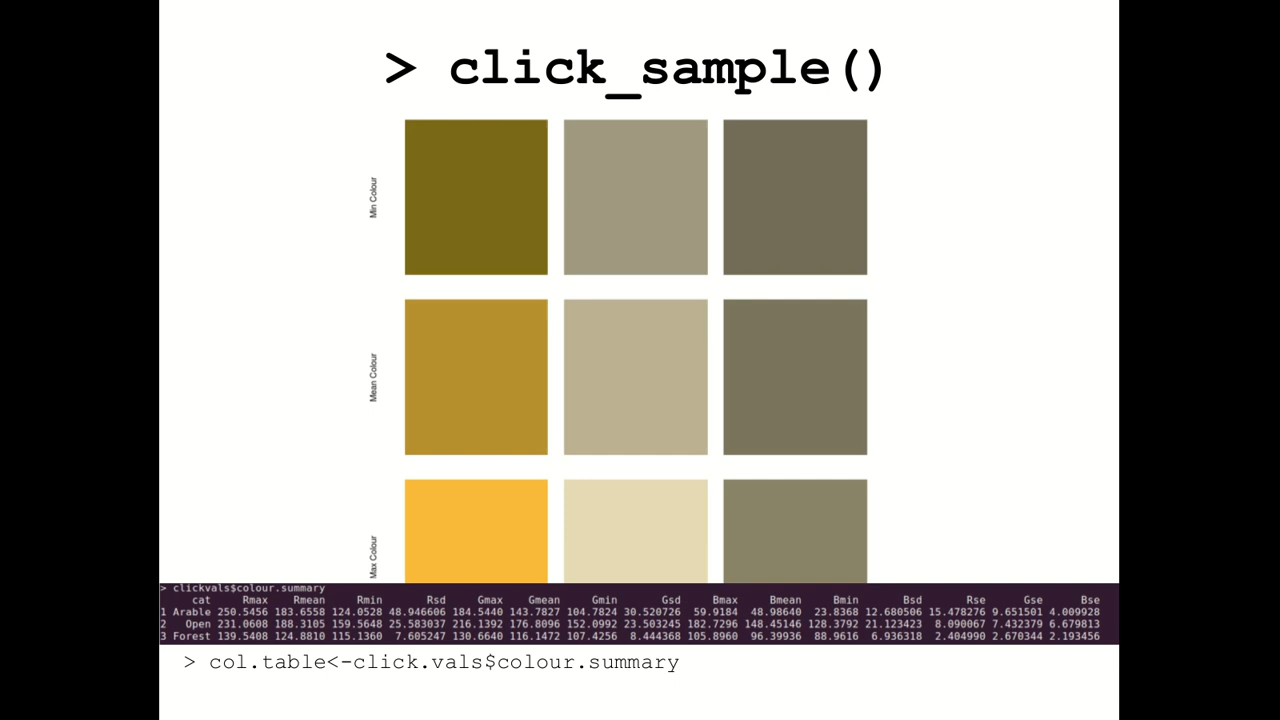 > click_sample()
Min Colour
Mean Colour
Max Colour
> clickvals$colour.summary
cat Rmax Rmean Rmin Rsd Gmax Gmean Gmin Gsd Bmax Bmean Bmin Bsd Rse Gse Bse
1 Arable 250.5456 183.6558 124.0528 48.946606 184.5440 143.7827 104.7824 30.520726 59.9184 48.98640 23.8368 12.680506 15.478276 9.651501 4.009928
2 Open 231.0608 188.3105 159.5648 25.583037 216.1392 176.8096 152.0992 23.503245 182.7296 148.45146 128.3792 21.123423 8.090067 7.432379 6.679813
3 Forest 139.5408 124.8810 115.1360 7.605247 130.6640 116.1472 107.4256 8.444368 105.8960 96.39936 88.9616 6.936318 2.404990 2.670344 2.193456
> col.table<-click.vals$colour.summary